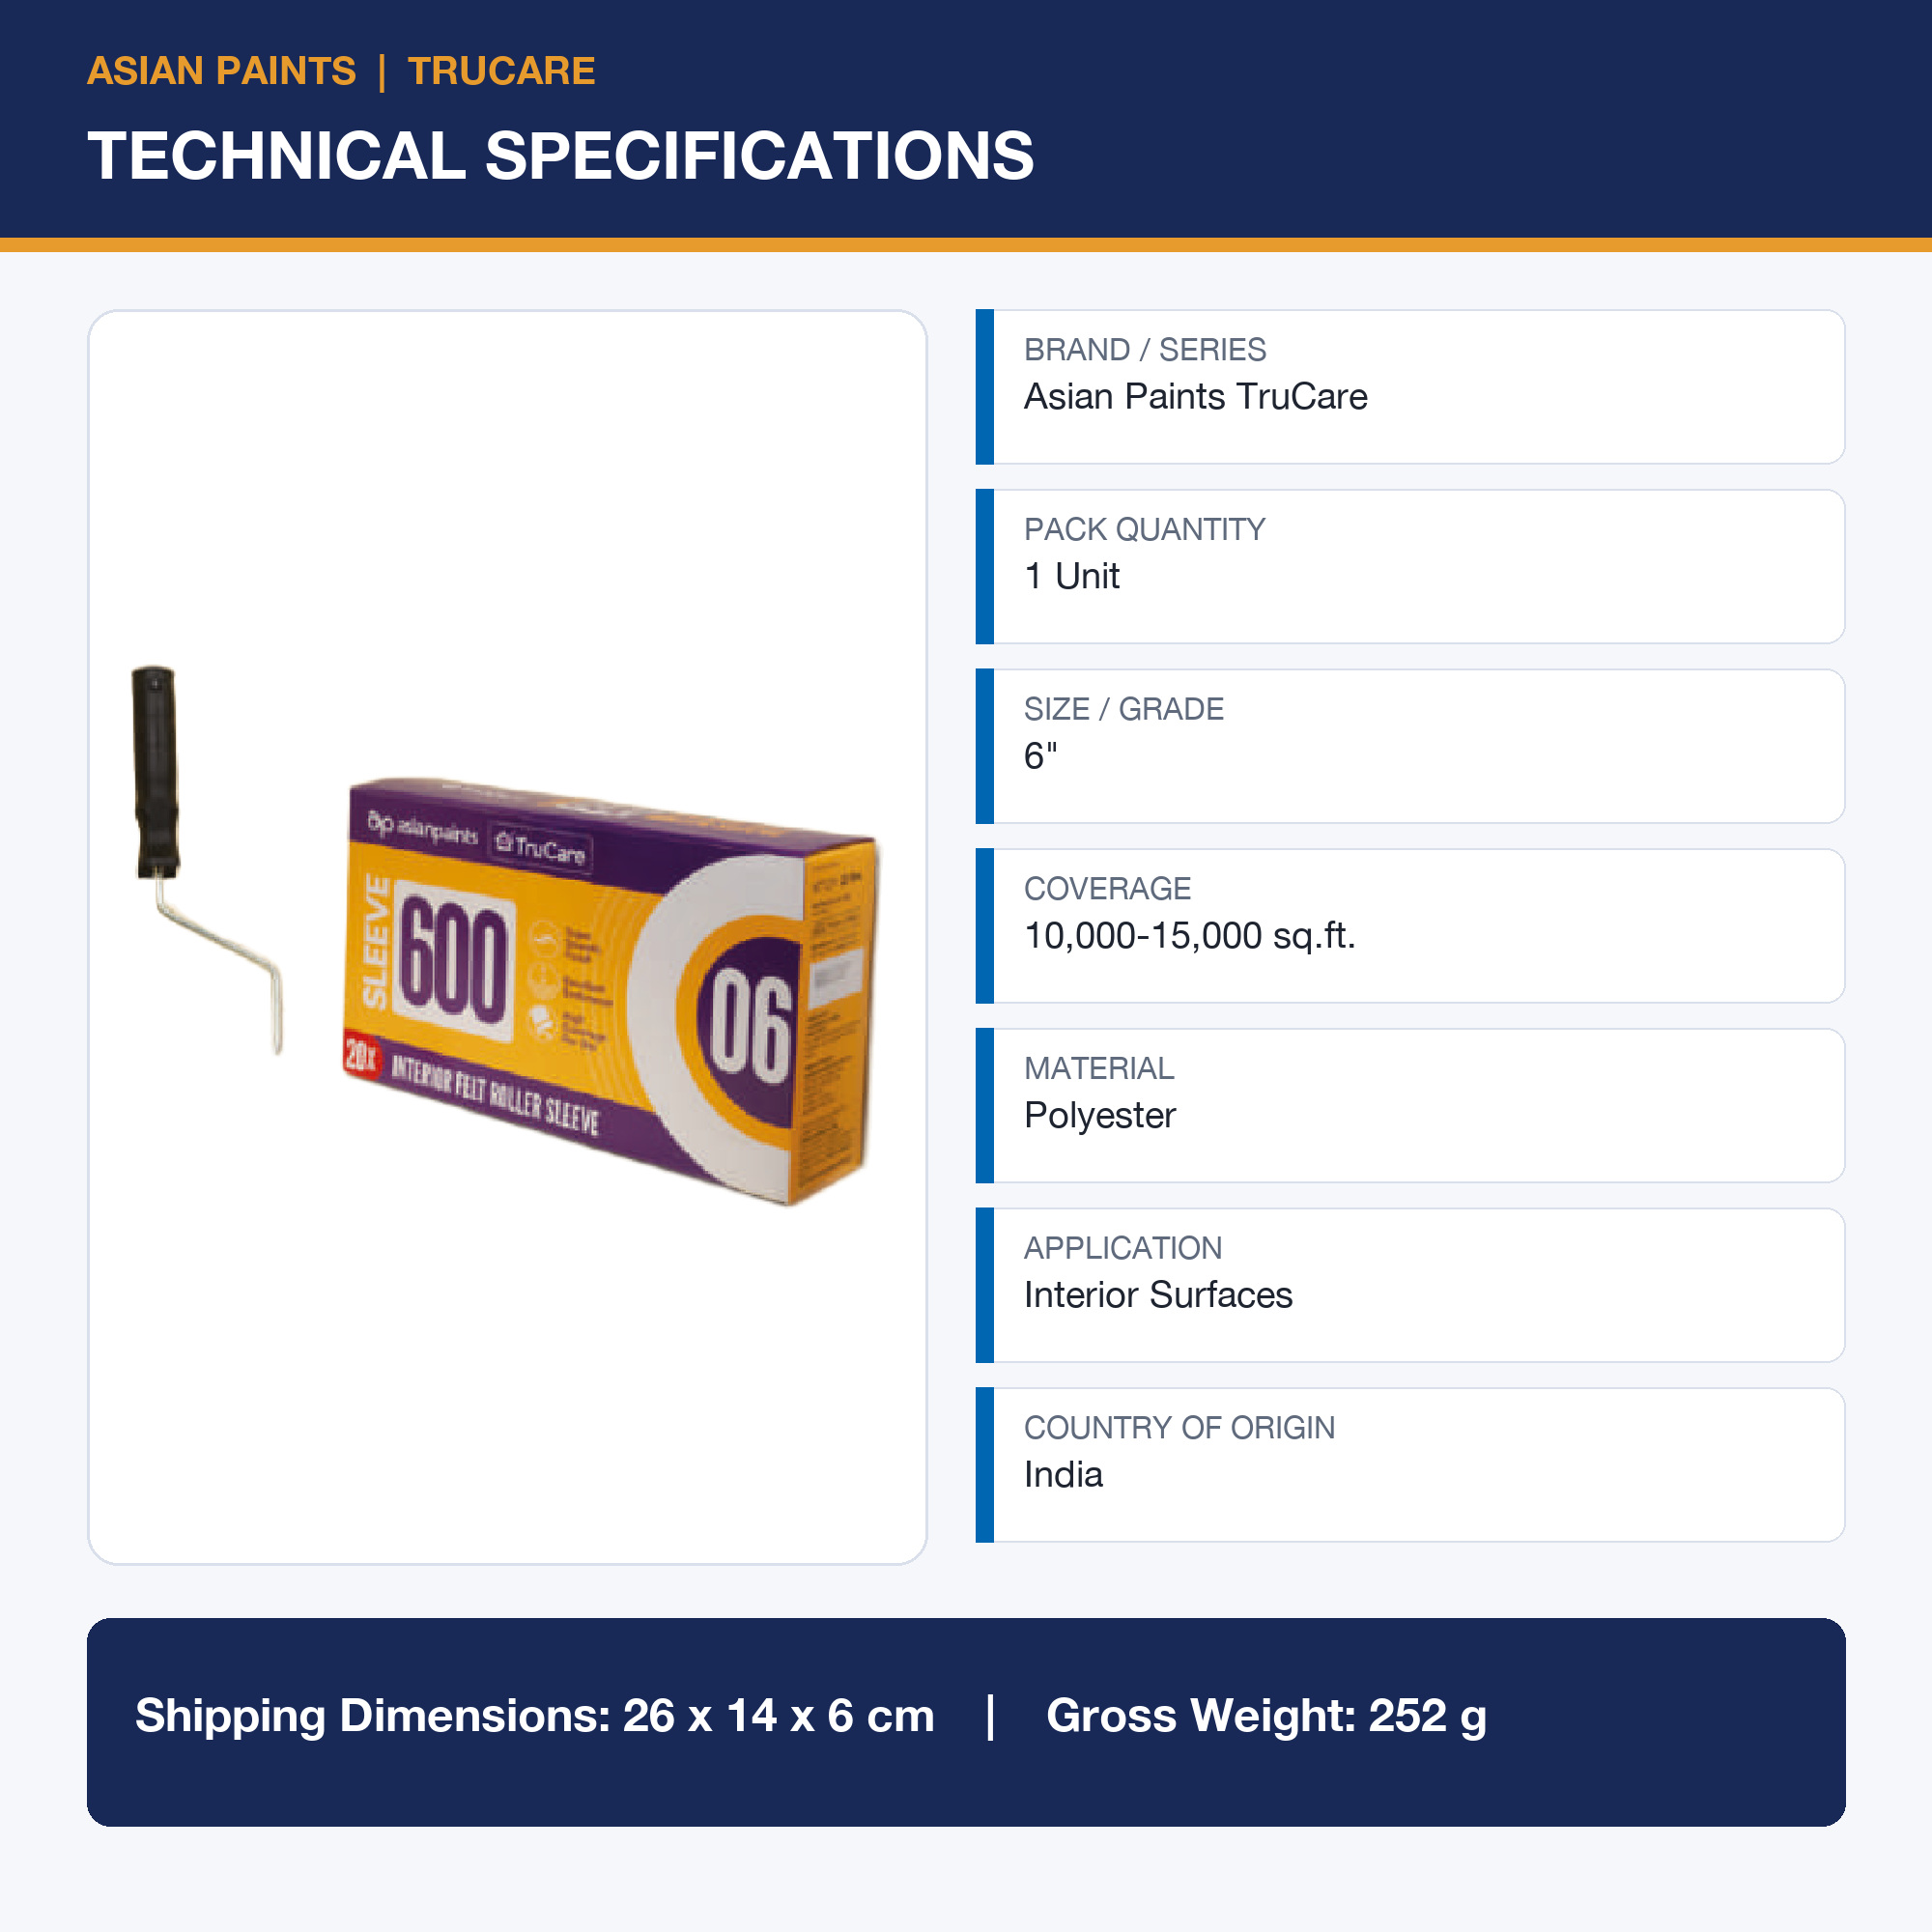 ASIAN PAINTS | TRUCARE
TECHNICAL SPECIFICATIONS
ap asianpaints TruCare
SLEEVE
600
06
20X
INTERIOR FELT ROLLER SLEEVE
BRAND / SERIES
Asian Paints TruCare
PACK QUANTITY
1 Unit
SIZE / GRADE
6"
COVERAGE
10,000-15,000 sq.ft.
MATERIAL
Polyester
APPLICATION
Interior Surfaces
COUNTRY OF ORIGIN
India
Shipping Dimensions: 26 x 14 x 6 cm | Gross Weight: 252 g